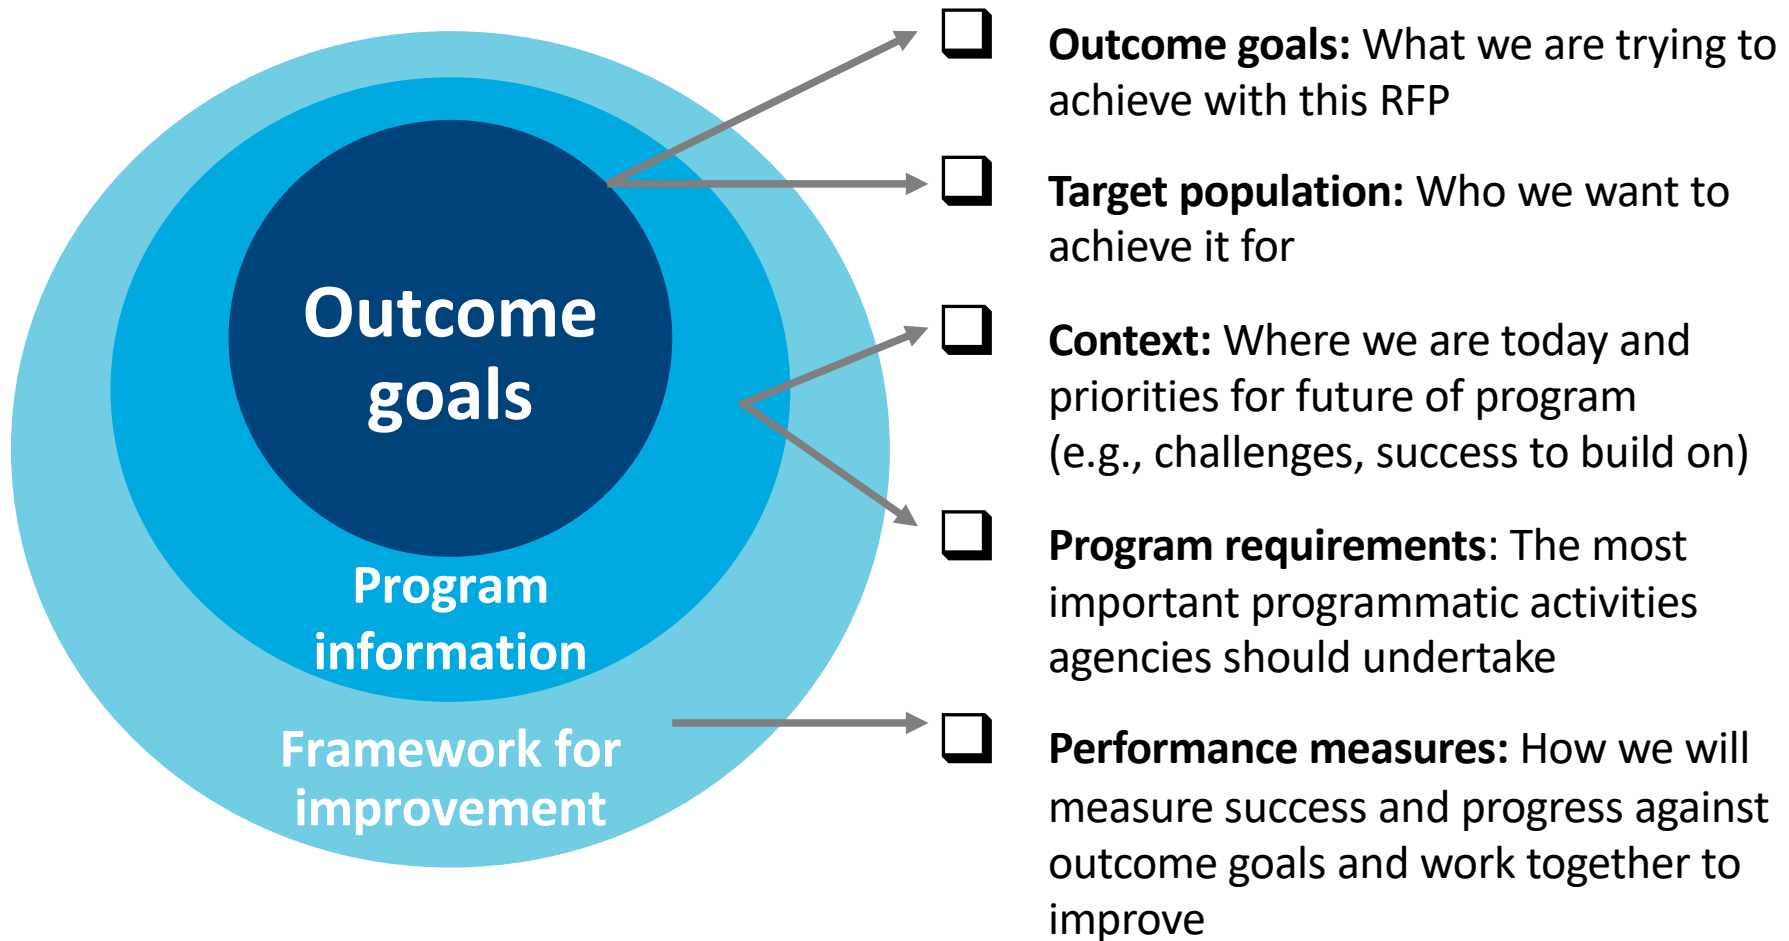 Outcome
goals
Program
information
Framework for
improvement
Outcome goals: What we are trying to
achieve with this RFP
Target population: Who we want to
achieve it for
Context: Where we are today and
priorities for future of program
(e.g., challenges, success to build on)
Program requirements: The most
important programmatic activities
agencies should undertake
Performance measures: How we will
measure success and progress against
outcome goals and work together to
improve